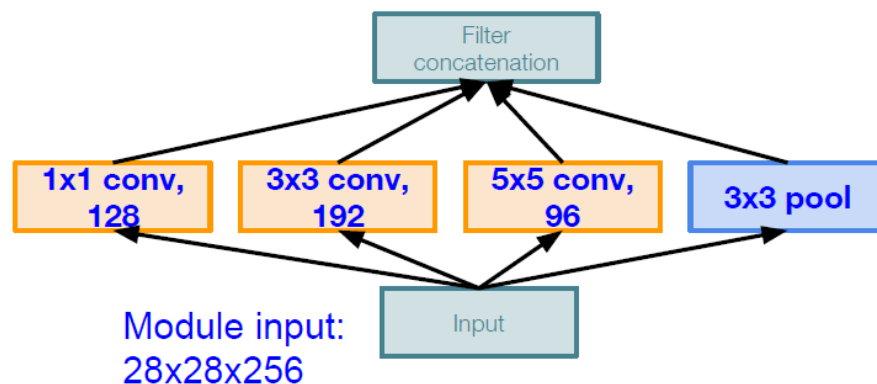 Filter
concatenation
1x1 conv,
128
3x3 conv,
192
5x5 conv,
96
3x3 pool
Input
Module input:
28x28x256